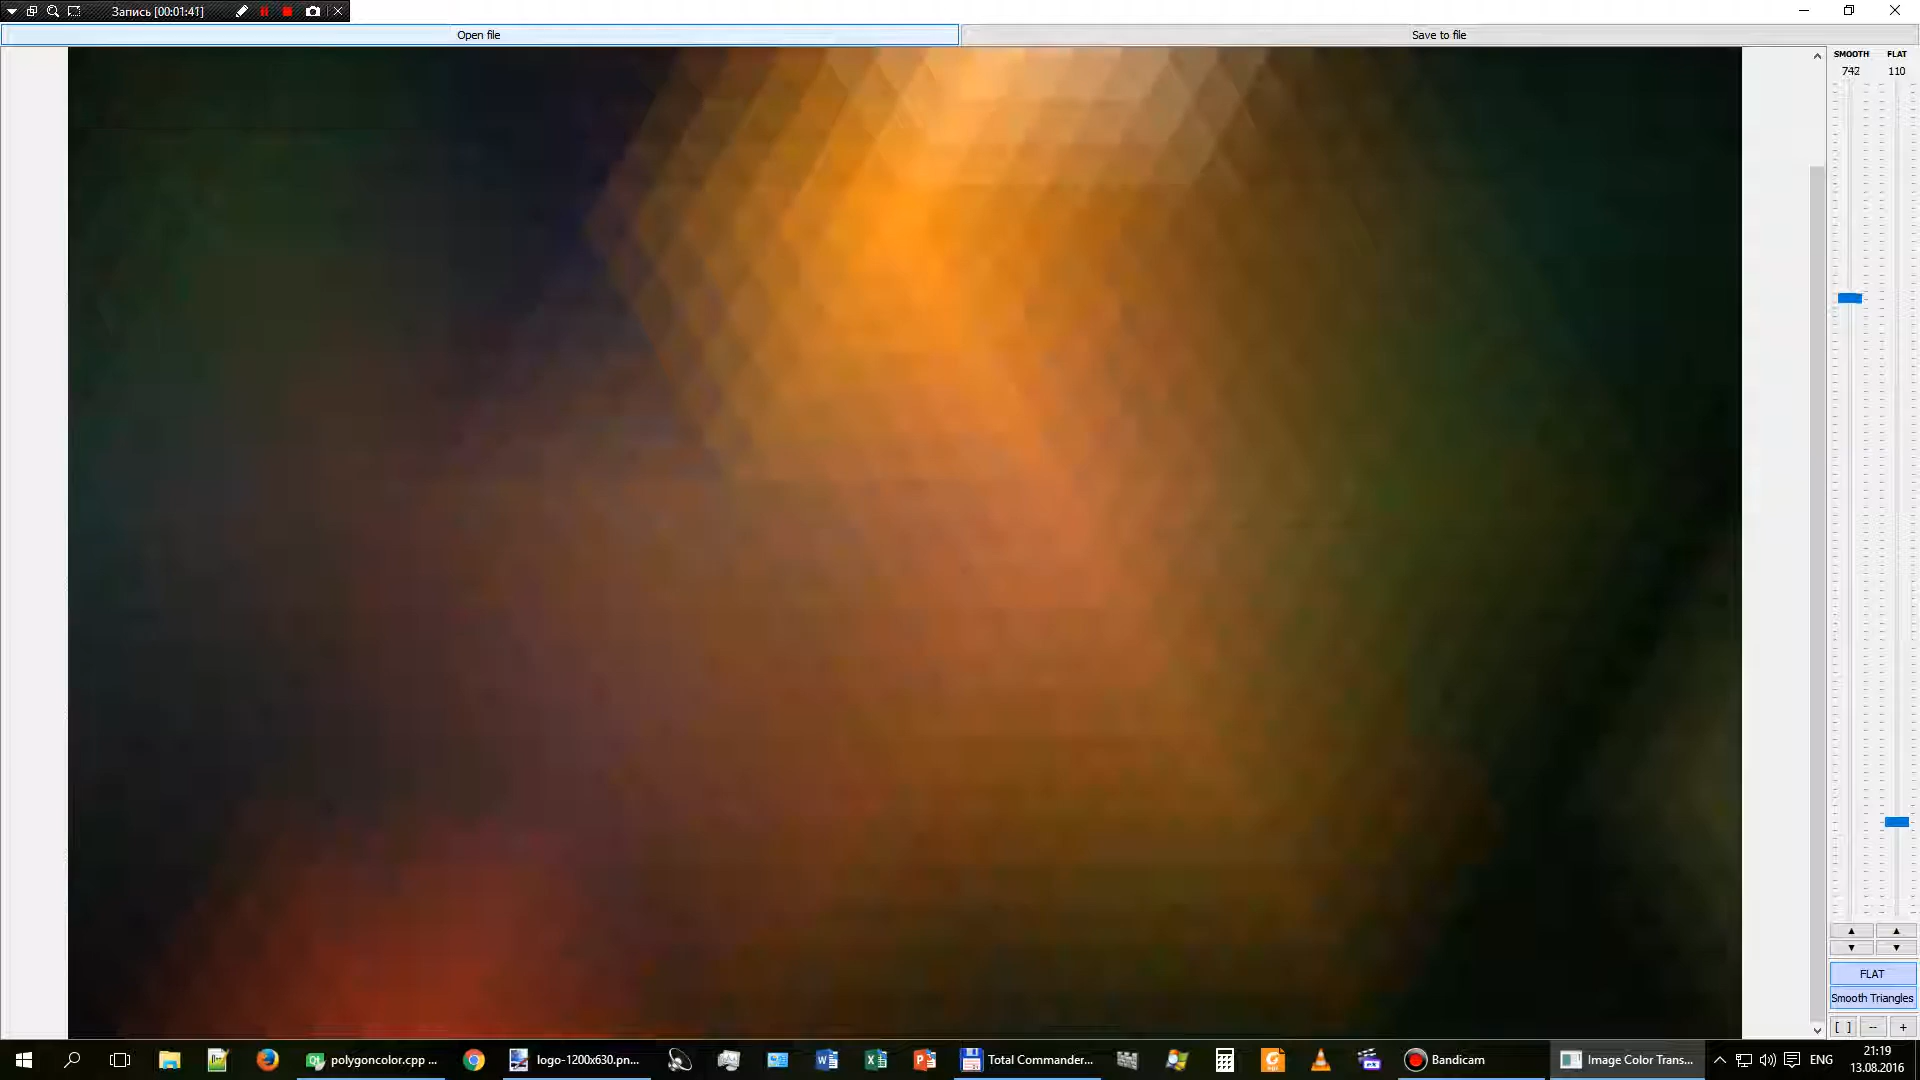 Запись [00:01:41]
Open file
Save to file
SMOOTH FLAT
742 110
FLAT
Smooth Triangles
[ ] -- +
polygoncolor.cpp ...
logo-1200x630.pn...
Total Commander...
Bandicam
Image Color Trans...
ENG
21:19
13.08.2016